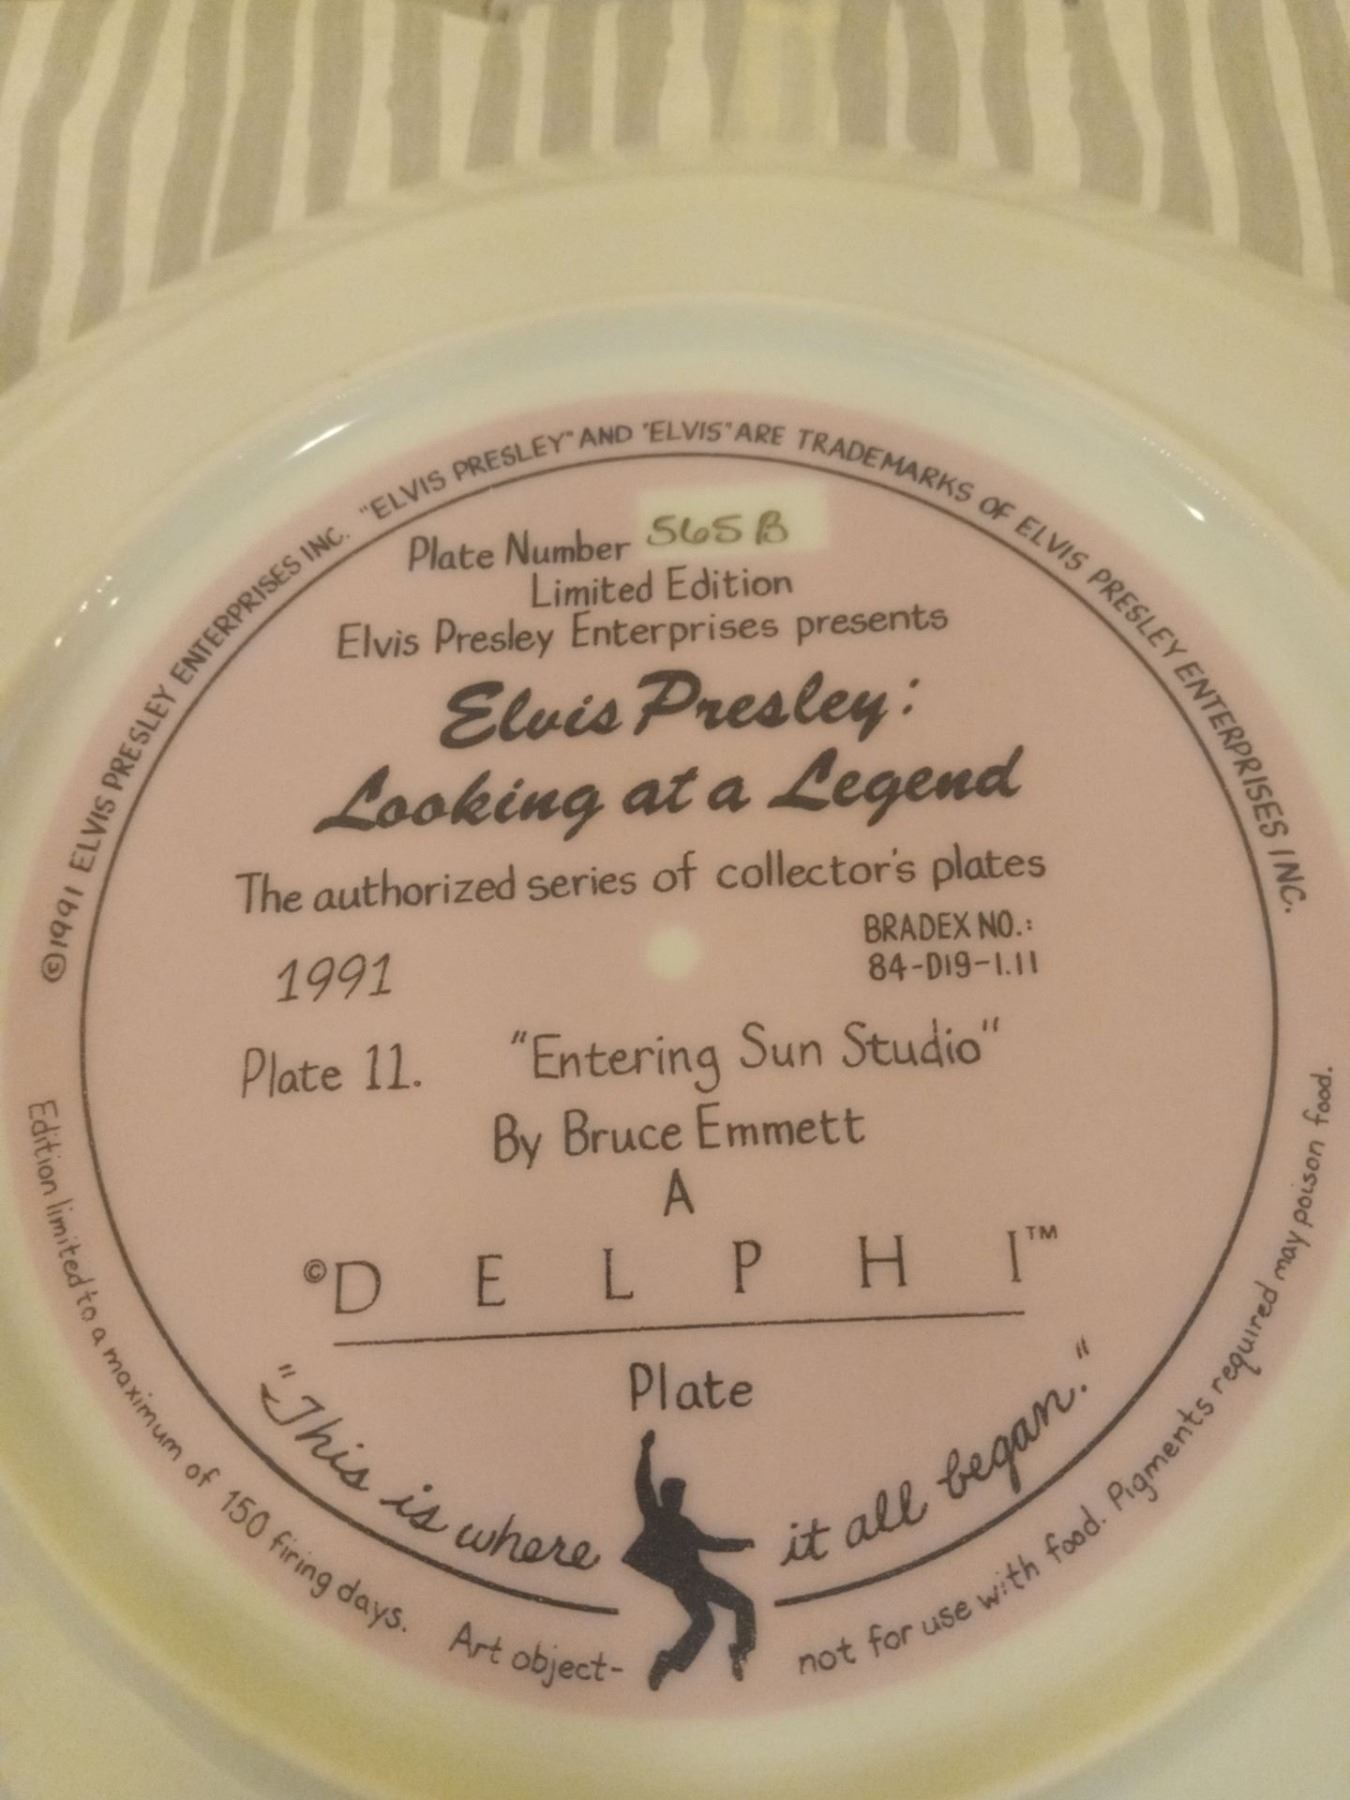 ©1991 ELVIS PRESLEY ENTERPRISES INC. "ELVIS PRESLEY" AND "ELVIS" ARE TRADEMARKS OF ELVIS PRESLEY ENTERPRISES INC.
Plate Number 565B
Limited Edition
Elvis Presley Enterprises presents
Elvis Presley:
Looking at a Legend
The authorized series of collector's plates
BRADEX NO.:
1991 84-D19-1.11
Plate 11. "Entering Sun Studio"
By Bruce Emmett
A
©DELPHI™
Plate
"This is where it all began."
Edition limited to a maximum of 150 firing days. Art object- not for use with food. Pigments required may poison food.